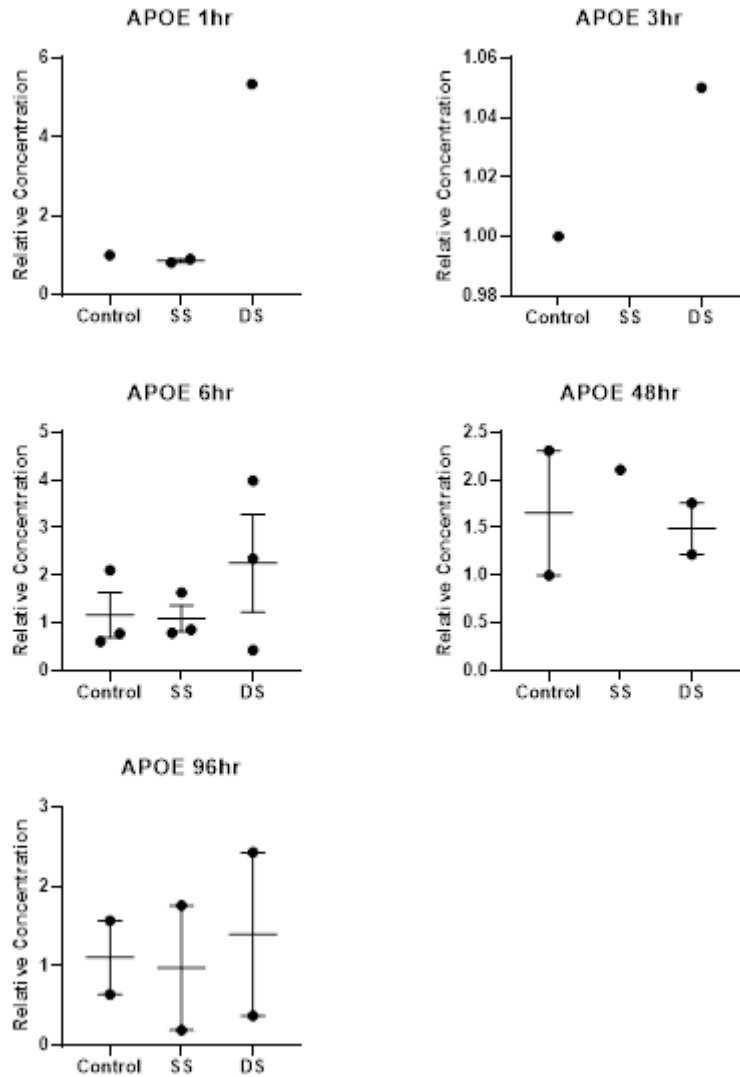 APOE 1hr
Relative Concentration
6
4
2
0
Control SS DS
APOE 3hr
Relative Concentration
1.06
1.04
1.02
1.00
0.98
Control SS DS
APOE 6hr
Relative Concentration
5
4
3
2
1
0
Control SS DS
APOE 48hr
Relative Concentration
2.5
2.0
1.5
1.0
0.5
0.0
Control SS DS
APOE 96hr
Relative Concentration
3
2
1
0
Control SS DS